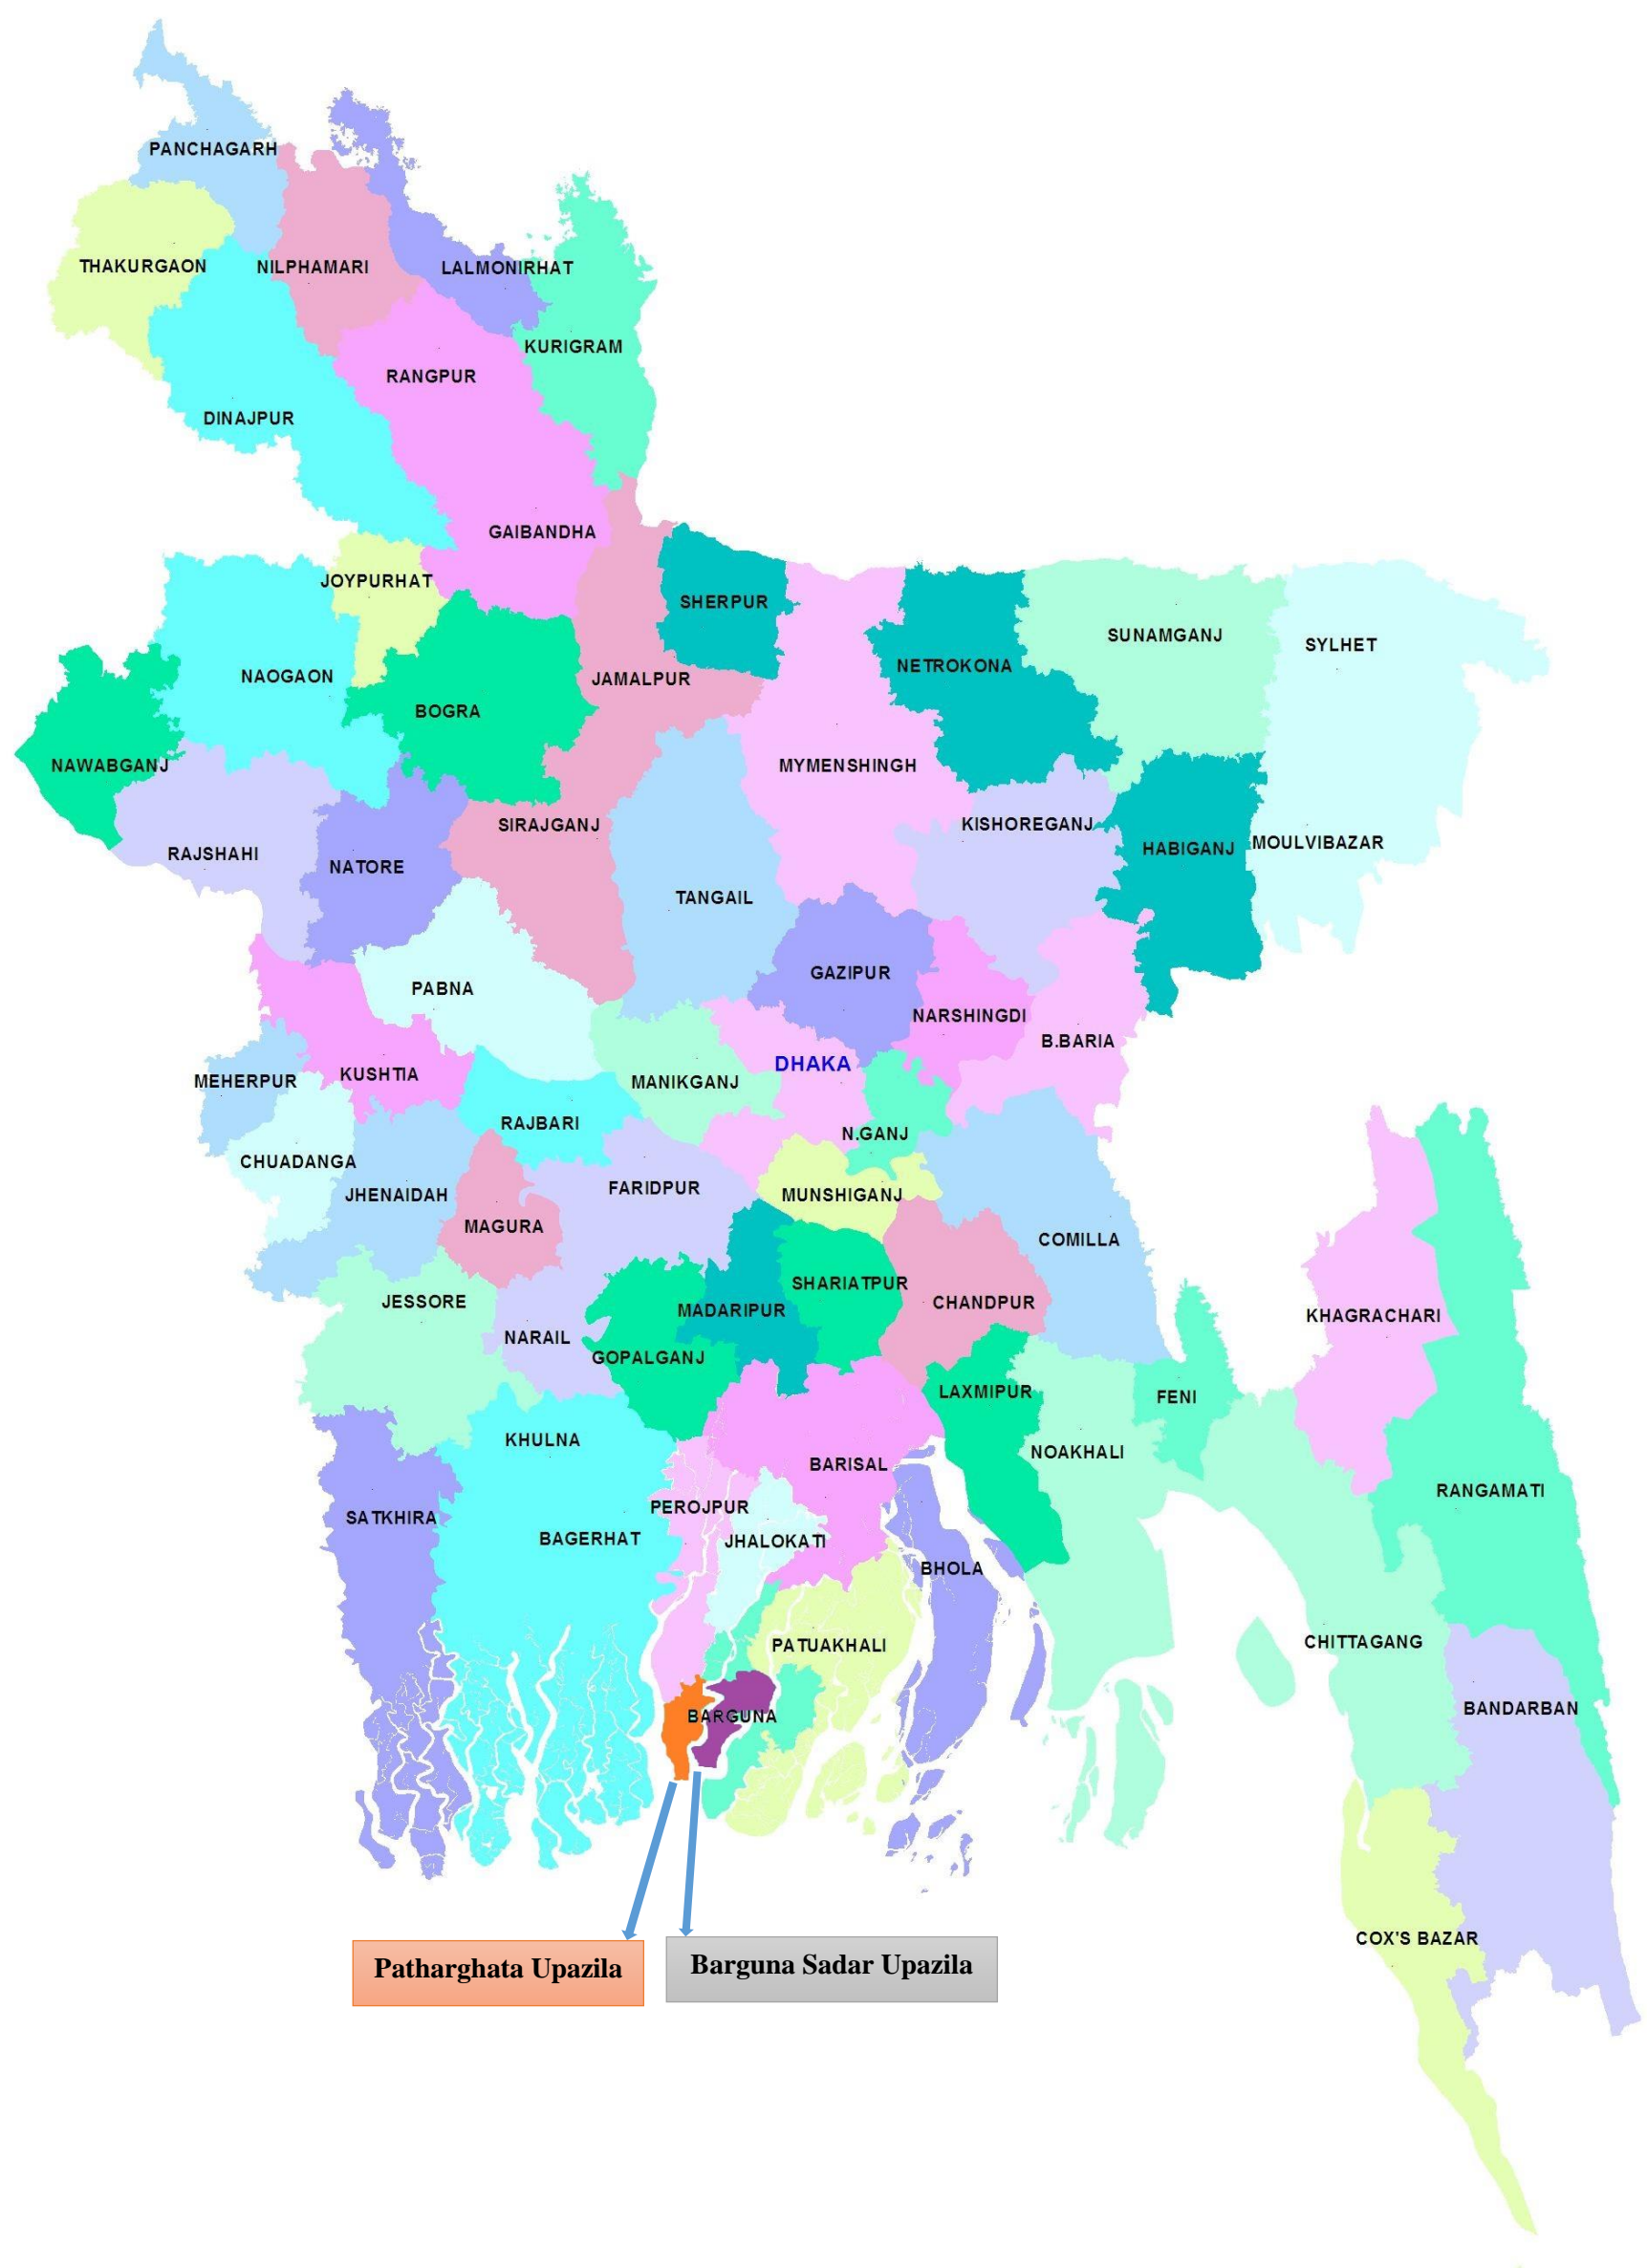 PANCHAGARH
THAKURGAON
NILPHAMARI
LALMONIRHAT
KURIGRAM
RANGPUR
DINAJPUR
GAIBANDHA
JOYPURHAT
SHERPUR
SUNAMGANJ
SYLHET
NETROKONA
NAOGAON
JAMALPUR
BOGRA
NAWABGANJ
MYMENSHINGH
SIRAJGANJ
KISHOREGANJ
MOULVIBAZAR
HABIGANJ
RAJSHAHI
NATORE
TANGAIL
GAZIPUR
PABNA
NARSHINGDI
B.BARIA
DHAKA
KUSHTIA
MEHERPUR
MANIKGANJ
RAJBARI
N.GANJ
CHUADANGA
JHENAIDAH
FARIDPUR
MUNSHIGANJ
MAGURA
COMILLA
SHARIATPUR
JESSORE
CHANDPUR
MADARIPUR
KHAGRACHARI
NARAIL
GOPALGANJ
LAXMIPUR
FENI
KHULNA
NOAKHALI
BARISAL
RANGAMATI
PEROJPUR
SATKHIRA
BAGERHAT
JHALOKATI
BHOLA
PATUAKHALI
CHITTAGANG
BANDARBAN
BARGUNA
COX'S BAZAR
Patharghata Upazila
Barguna Sadar Upazila